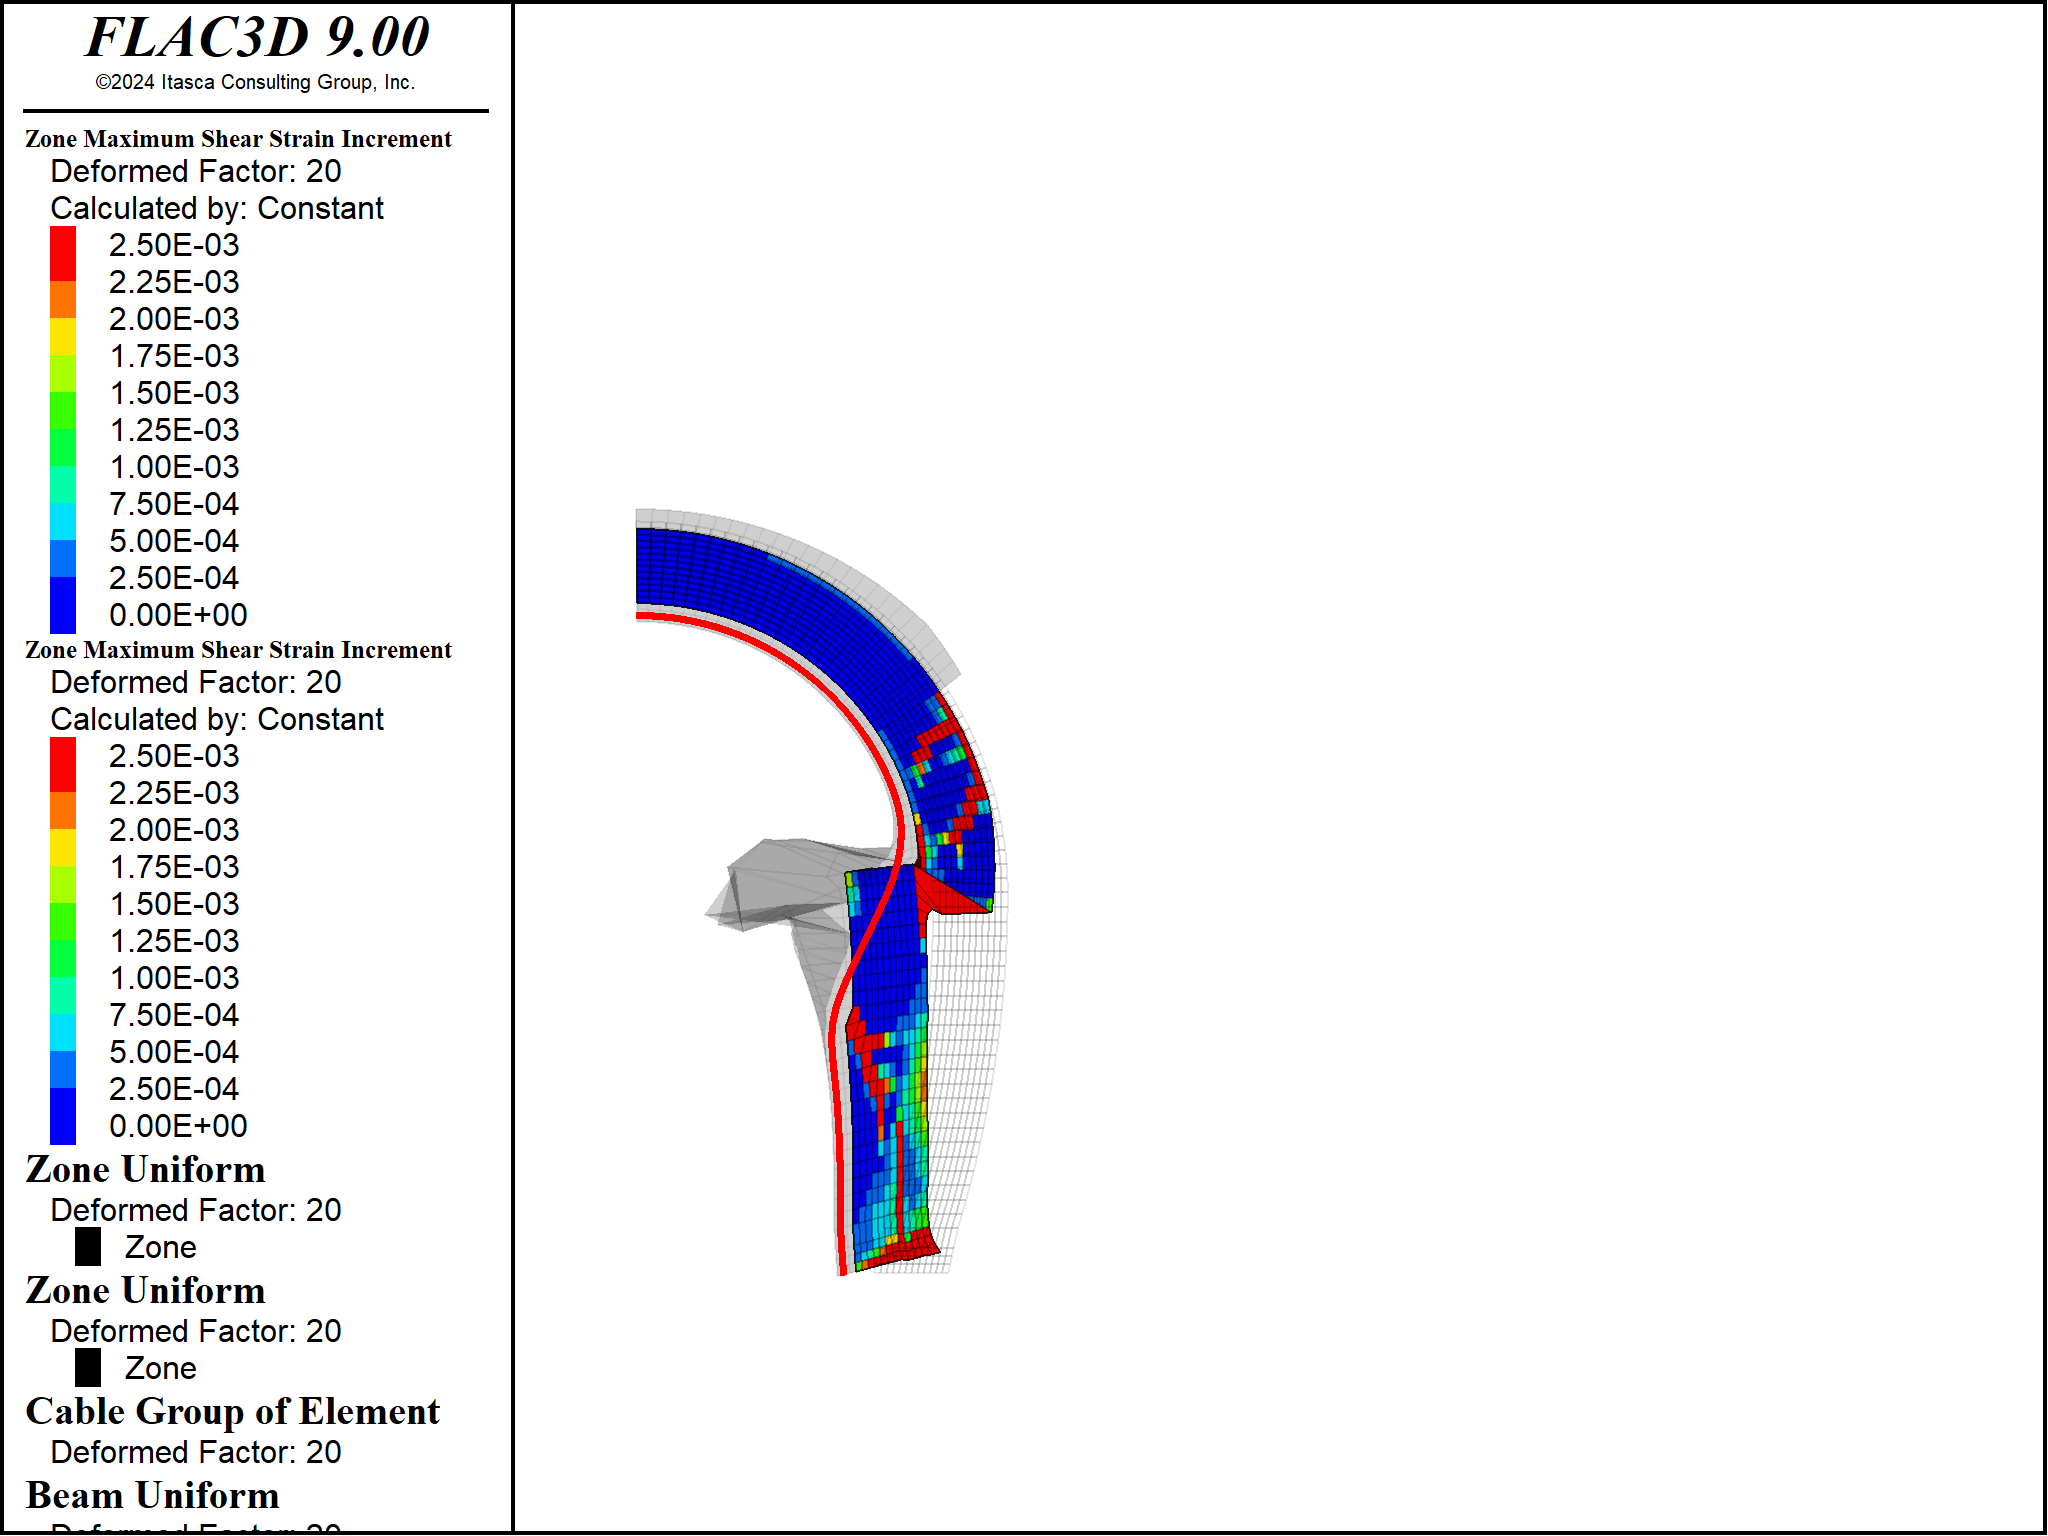 FLAC3D 9.00
©2024 Itasca Consulting Group, Inc.
Zone Maximum Shear Strain Increment
Deformed Factor: 20
Calculated by: Constant
2.50E-03
2.25E-03
2.00E-03
1.75E-03
1.50E-03
1.25E-03
1.00E-03
7.50E-04
5.00E-04
2.50E-04
0.00E+00
Zone Maximum Shear Strain Increment
Deformed Factor: 20
Calculated by: Constant
2.50E-03
2.25E-03
2.00E-03
1.75E-03
1.50E-03
1.25E-03
1.00E-03
7.50E-04
5.00E-04
2.50E-04
0.00E+00
Zone Uniform
Deformed Factor: 20
Zone
Zone Uniform
Deformed Factor: 20
Zone
Cable Group of Element
Deformed Factor: 20
Beam Uniform
Deformed Factor: 20